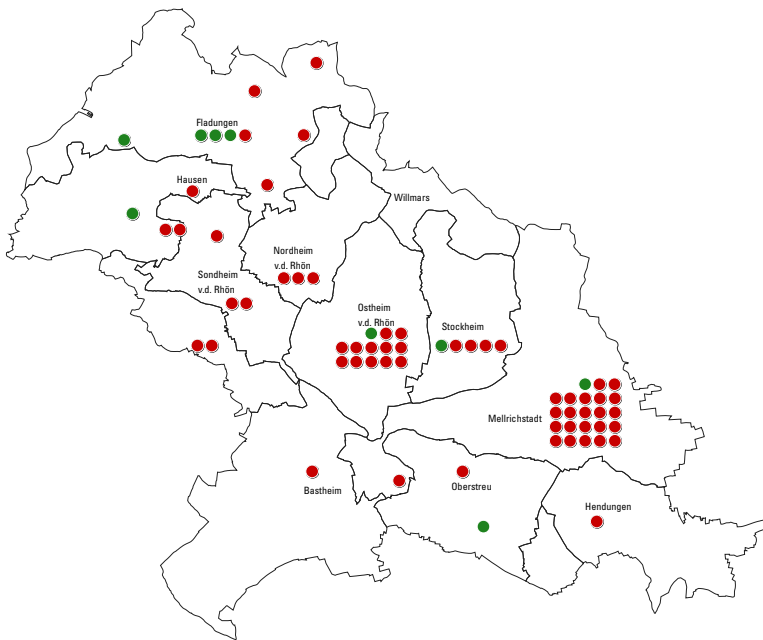 Fladungen
Hausen
Willmars
Nordheim
v.d. Rhön
Sondheim
v.d. Rhön
Ostheim
v.d. Rhön
Stockheim
Mellrichstadt
Bastheim
Oberstreu
Hendungen